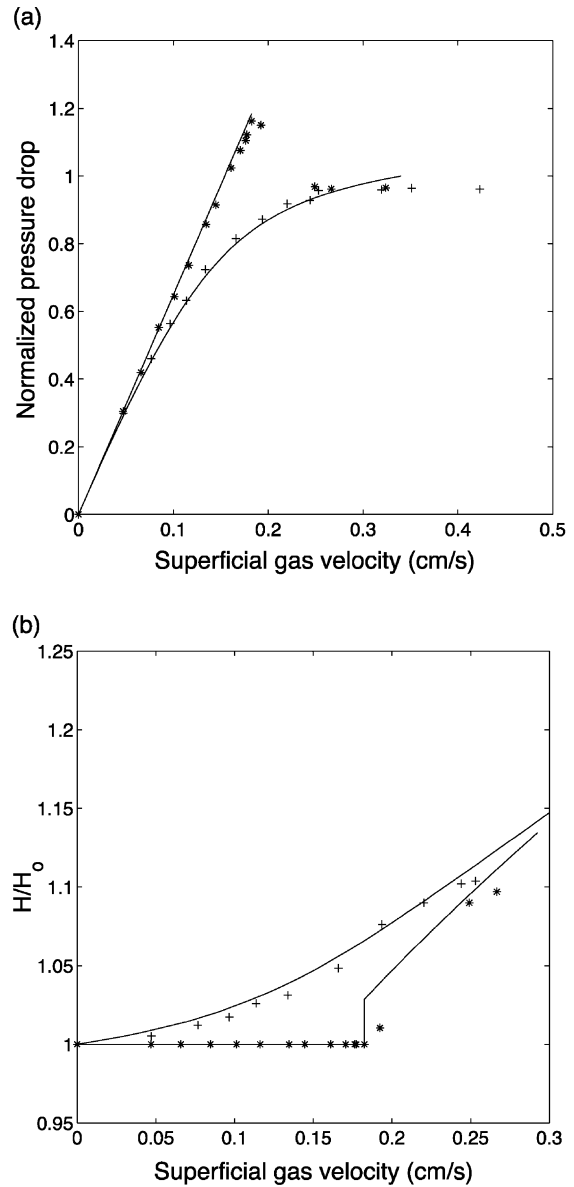 (a)
1.4
1.2
1
0.8
0.6
0.4
0.2
0
Normalized pressure drop
0 0.1 0.2 0.3 0.4 0.5
Superficial gas velocity (cm/s)
(b)
1.25
1.2
1.15
1.1
1.05
1
0.95
H/Ho
0 0.05 0.1 0.15 0.2 0.25 0.3
Superficial gas velocity (cm/s)